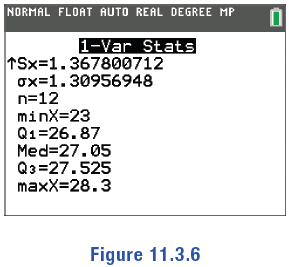 NORMAL FLOAT AUTO REAL DEGREE MP
1-Var Stats
↑Sx=1.367800712
σx=1.30956948
n=12
minX=23
Q₁=26.87
Med=27.05
Q₃=27.525
maxX=28.3
Figure 11.3.6